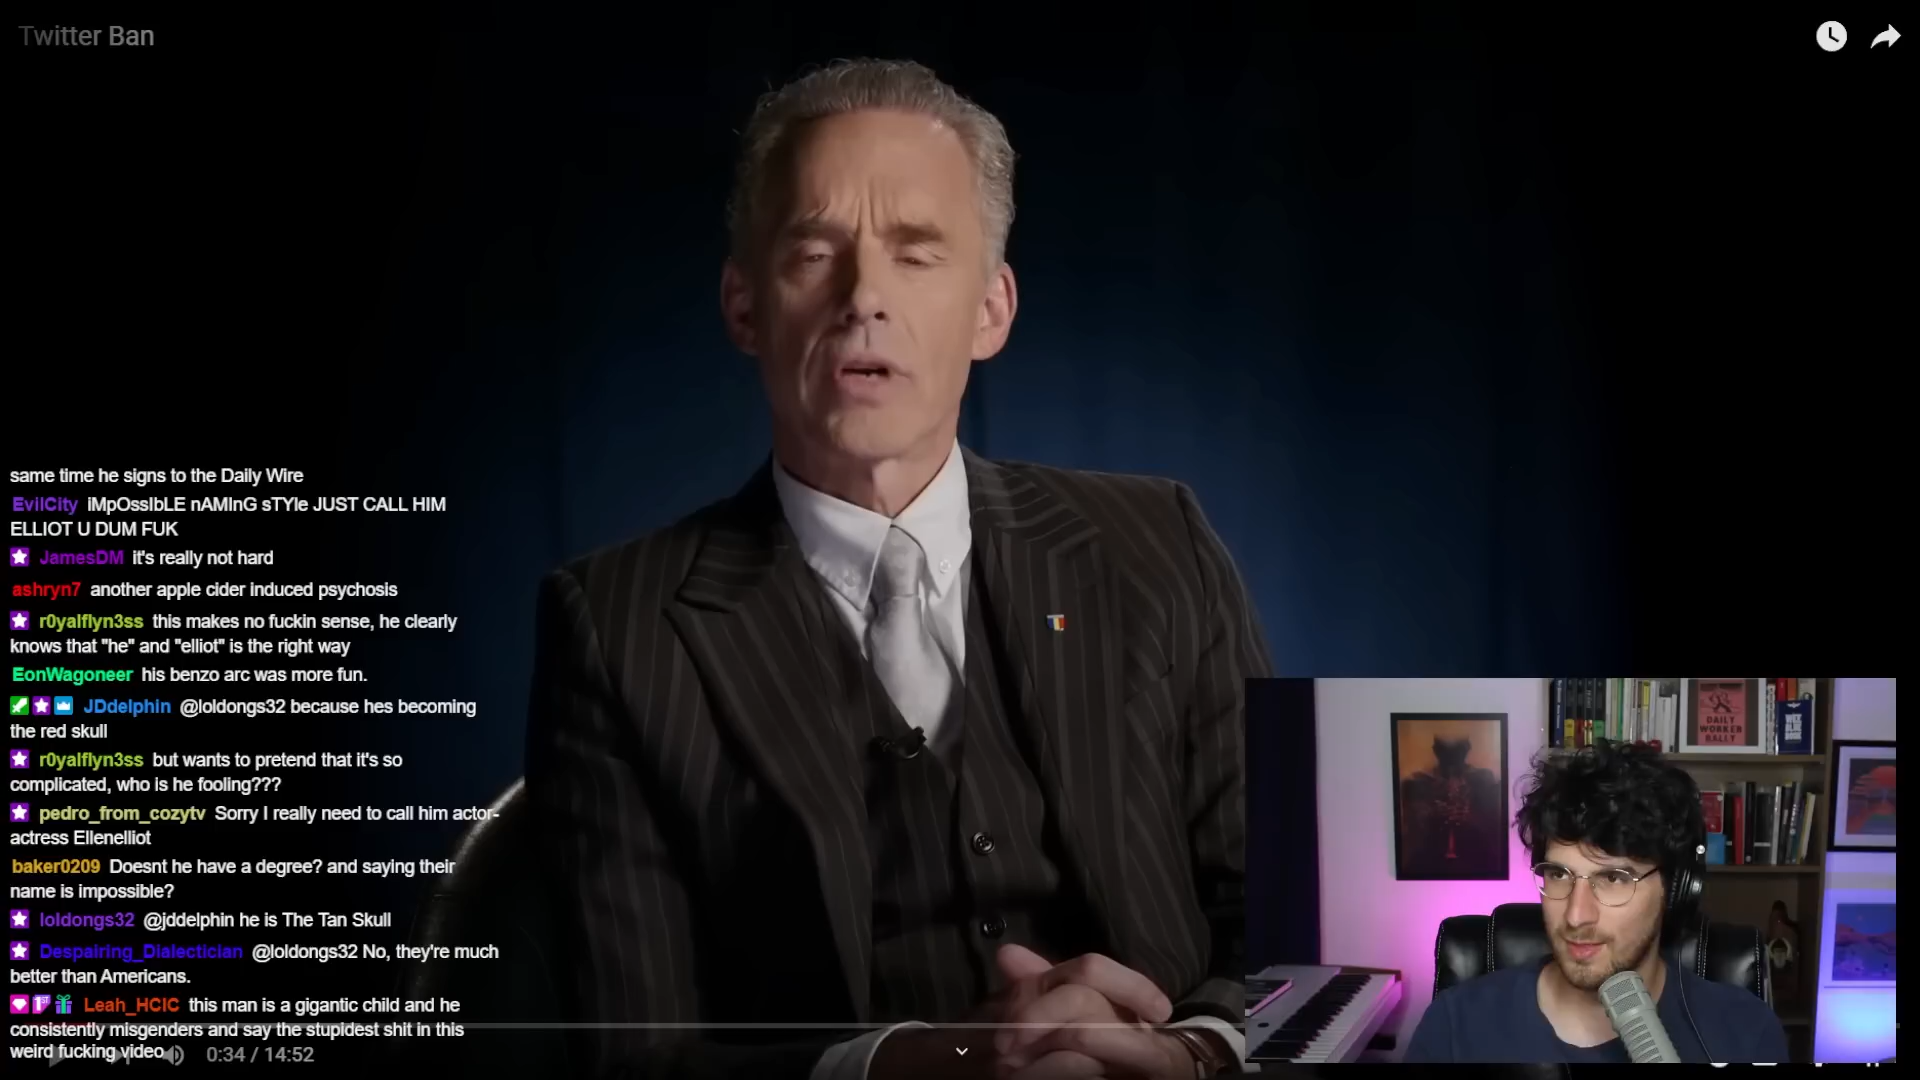 Twitter Ban
same time he signs to the Daily Wire
EvilCity iMpOssIbLE nAMInG sTYle JUST CALL HIM
ELLIOT U DUM FUK
JamesDM it's really not hard
ashryn7 another apple cider induced psychosis
r0yalflyn3ss this makes no fuckin sense, he clearly
knows that "he" and "elliot" is the right way
EonWagoneer his benzo arc was more fun.
JDdelphin @loldongs32 because hes becoming
the red skull
r0yalflyn3ss but wants to pretend that it's so
complicated, who is he fooling???
pedro_from_cozytv Sorry I really need to call him actor-
actress Ellenelliot
baker0209 Doesnt he have a degree? and saying their
name is impossible?
loldongs32 @jddelphin he is The Tan Skull
Despairing_Dialectician @loldongs32 No, they're much
better than Americans.
Leah_HCIC this man is a gigantic child and he
consistently misgenders and say the stupidest shit in this
weird fucking video
0:34 / 14:52
DAILY
WORKER
RALLY